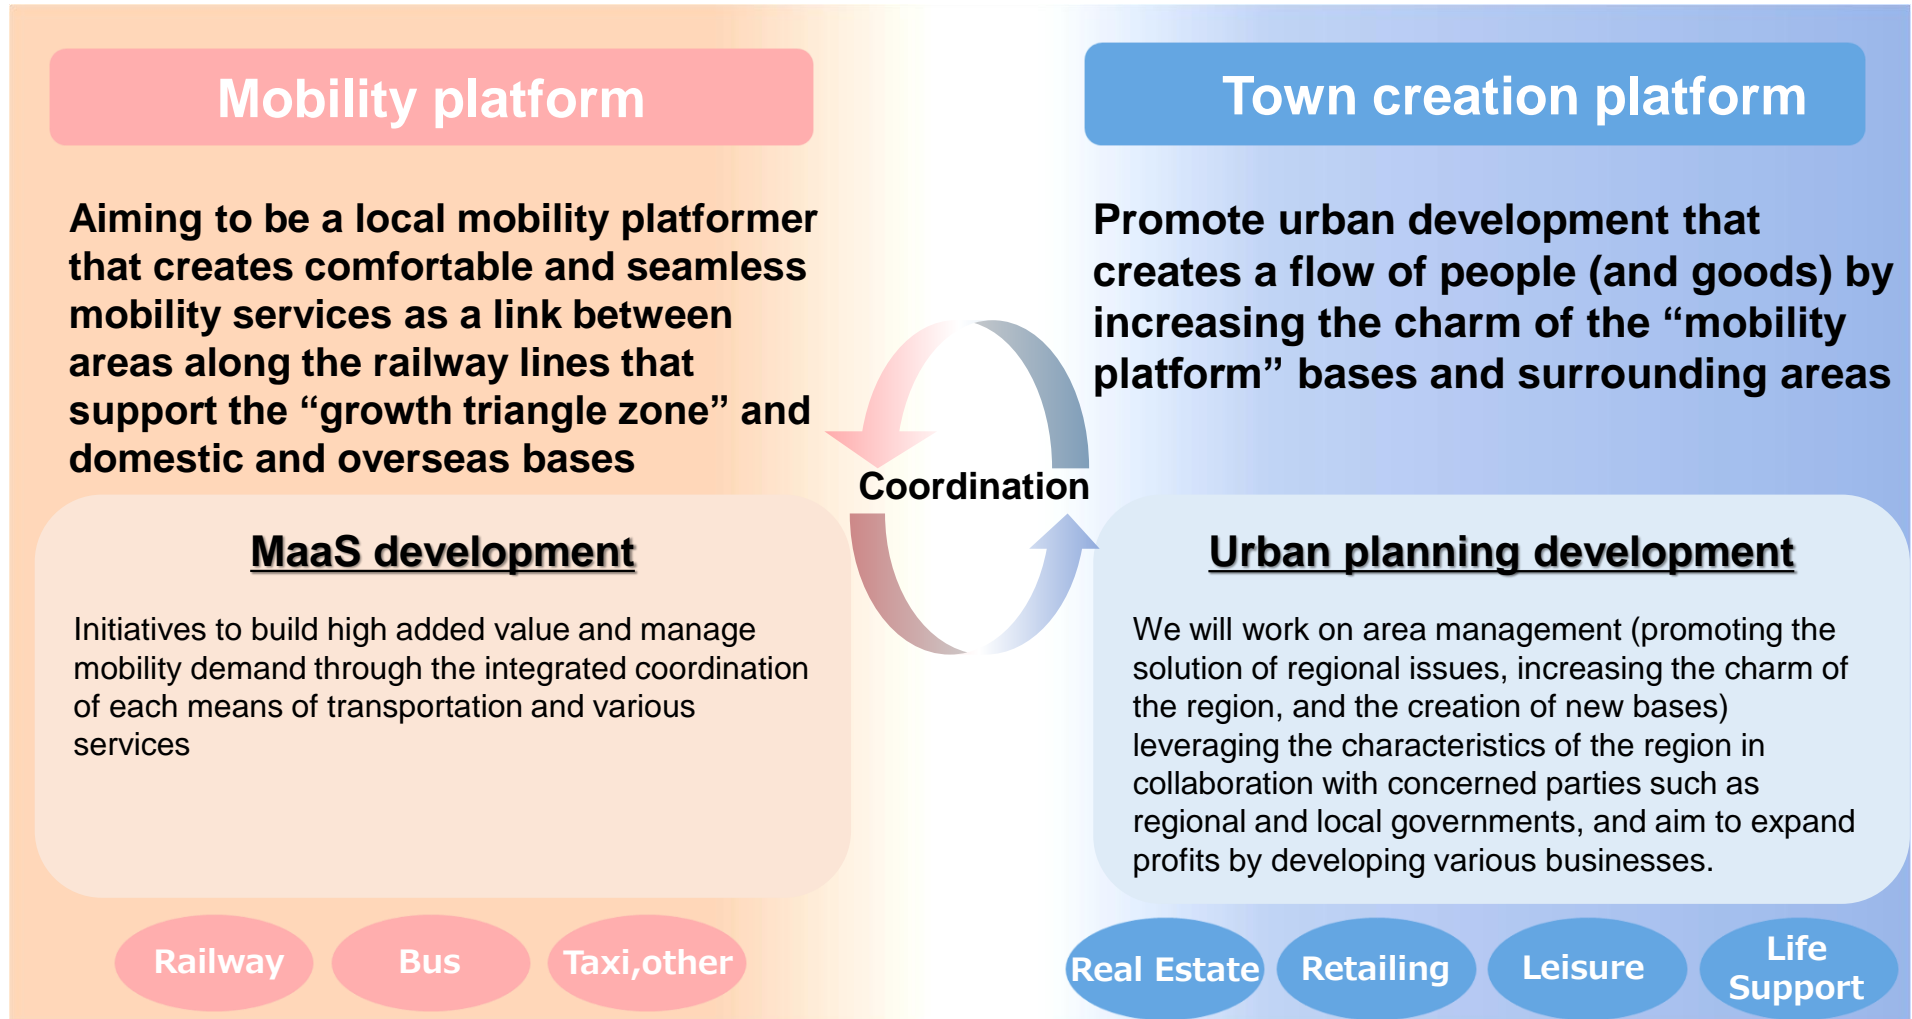 Mobility platform
Aiming to be a local mobility platformer
that creates comfortable and seamless
mobility services as a link between
areas along the railway lines that
support the “growth triangle zone” and
domestic and overseas bases
MaaS development
Initiatives to build high added value and manage
mobility demand through the integrated coordination
of each means of transportation and various
services
Railway
Bus
Taxi,other
Coordination
Town creation platform
Promote urban development that
creates a flow of people (and goods) by
increasing the charm of the “mobility
platform” bases and surrounding areas
Urban planning development
We will work on area management (promoting the
solution of regional issues, increasing the charm of
the region, and the creation of new bases)
leveraging the characteristics of the region in
collaboration with concerned parties such as
regional and local governments, and aim to expand
profits by developing various businesses.
Real Estate
Retailing
Leisure
Life
Support